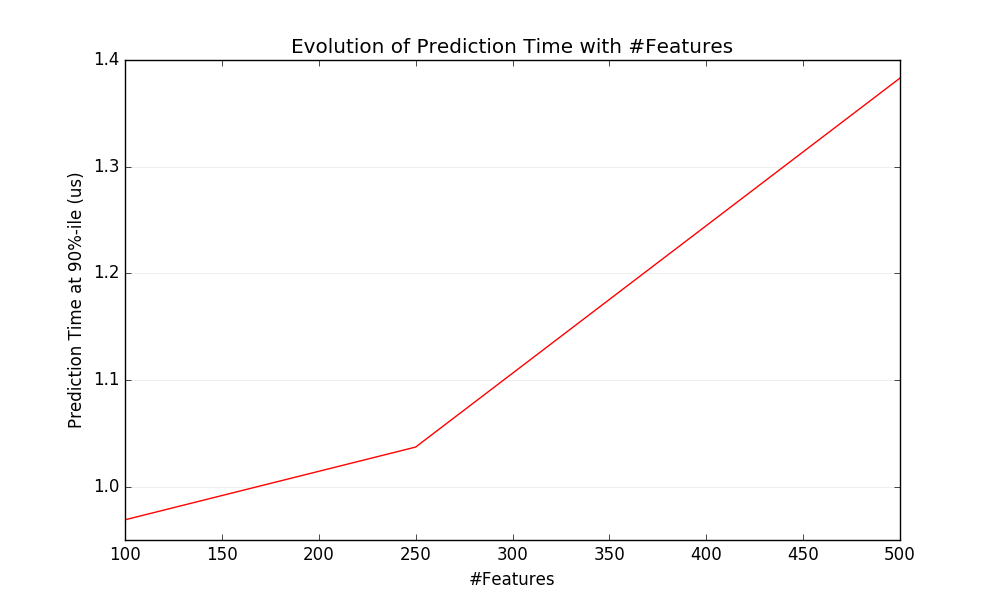 Evolution of Prediction Time with #Features
1.4
1.3
1.2
1.1
1.0
Prediction Time at 90%-ile (us)
100 150 200 250 300 350 400 450 500
#Features